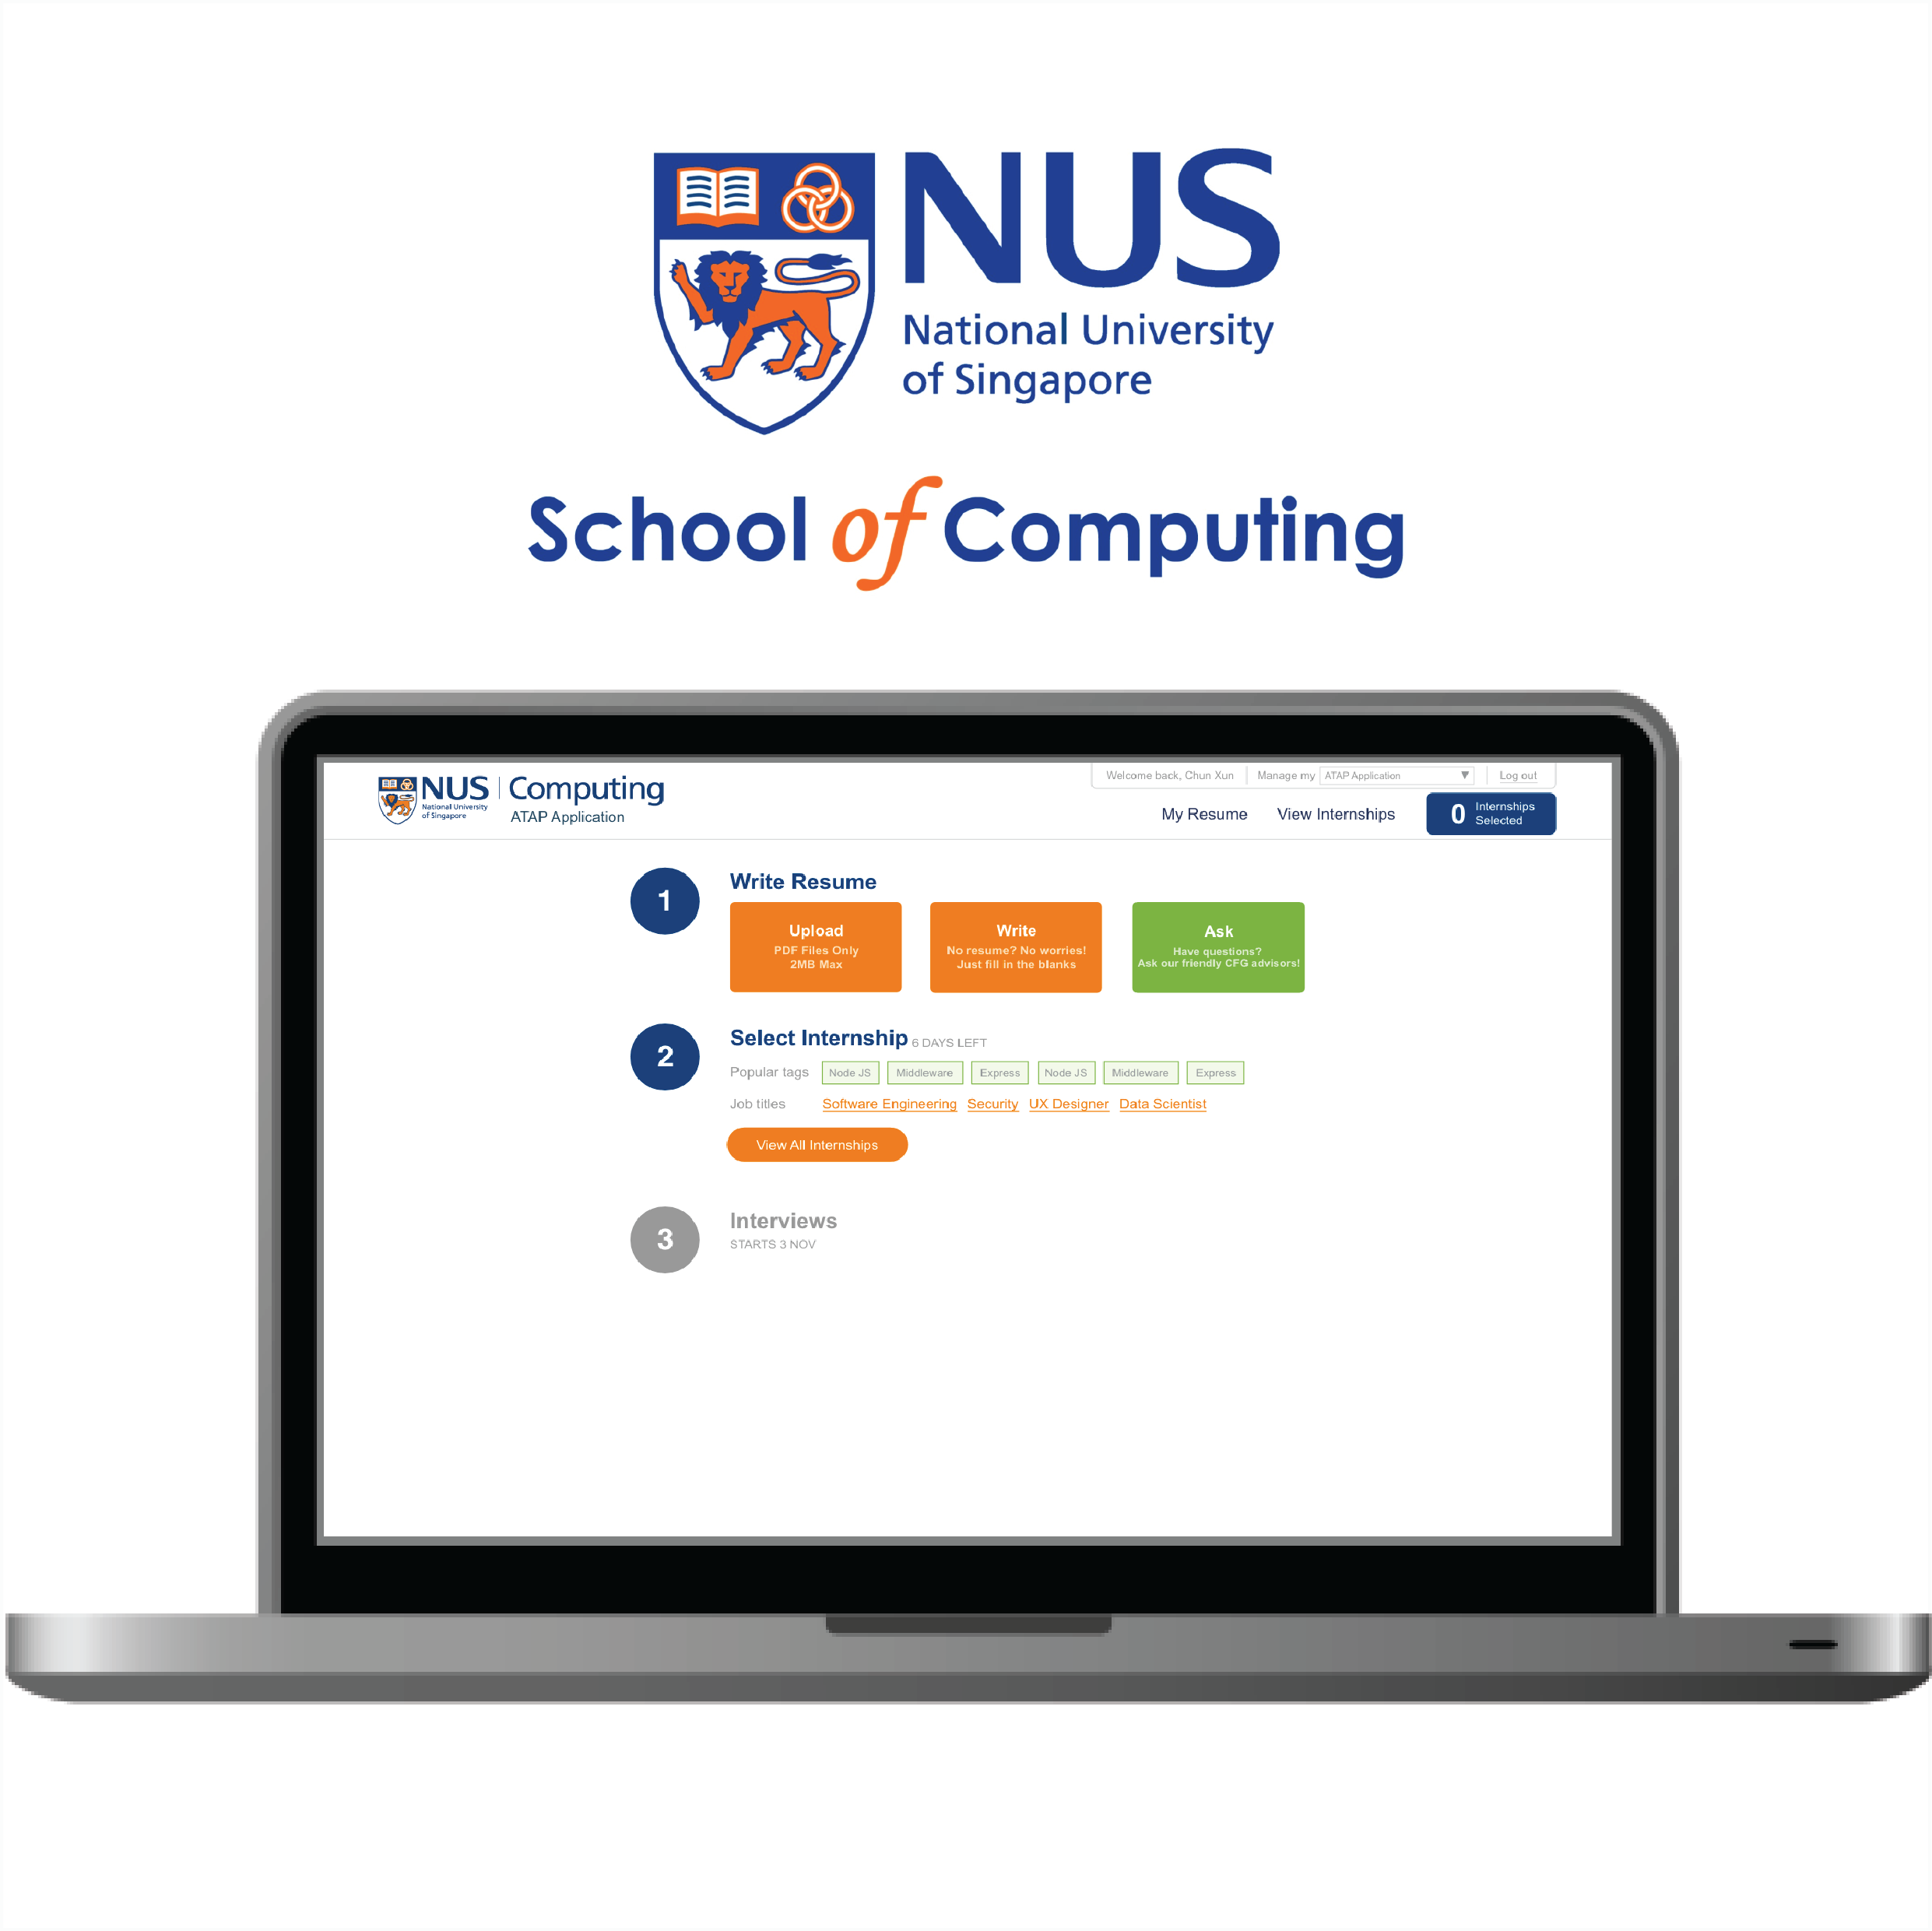 NUS
National University
of Singapore
School of Computing
NUS
National University
of Singapore
Computing
ATAP Application
Welcome back, Chun Xun
Manage my
ATAP Application
Log out
My Resume
View Internships
0
Internships
Selected
1
Write Resume
Upload
PDF Files Only
2MB Max
Write
No resume? No worries!
Just fill in the blanks
Ask
Have questions?
Ask our friendly CFG advisors!
2
Select Internship 6 DAYS LEFT
Popular tags Node JS Middleware Express Node JS Middleware Express
Job titles Software Engineering Security UX Designer Data Scientist
View All Internships
3
Interviews
STARTS 3 NOV